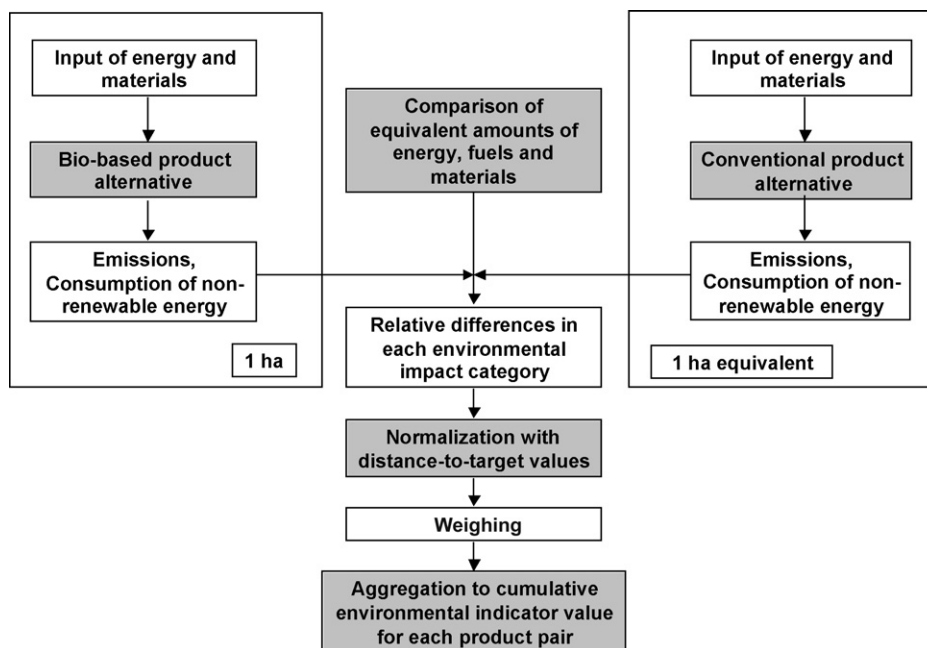 Input of energy and
materials
Bio-based product
alternative
Emissions,
Consumption of non-
renewable energy
1 ha
Comparison of
equivalent amounts of
energy, fuels and
materials
Input of energy and
materials
Conventional product
alternative
Emissions,
Consumption of non-
renewable energy
1 ha equivalent
Relative differences in
each environmental
impact category
Normalization with
distance-to-target values
Weighing
Aggregation to cumulative
environmental indicator value
for each product pair